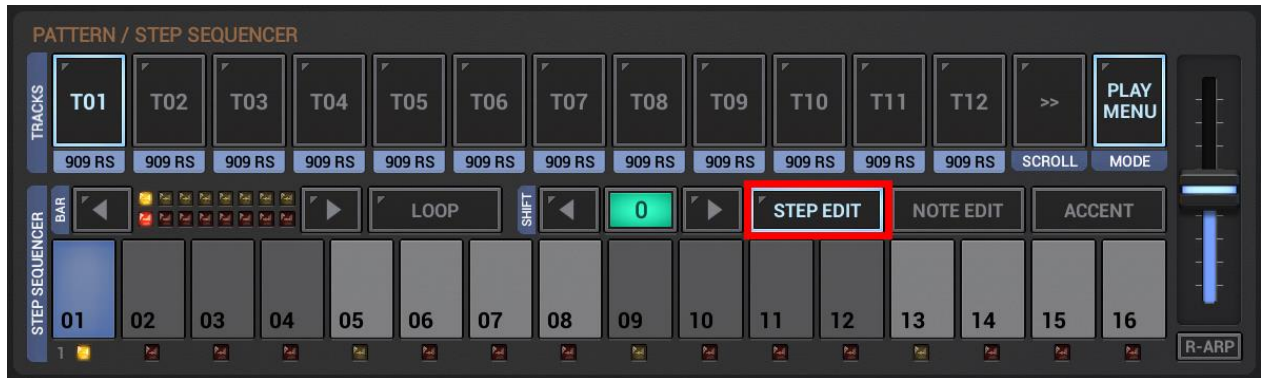 PATTERN / STEP SEQUENCER
TRACKS
T01 T02 T03 T04 T05 T06 T07 T08 T09 T10 T11 T12 >> PLAY MENU
909 RS 909 RS 909 RS 909 RS 909 RS 909 RS 909 RS 909 RS 909 RS 909 RS 909 RS 909 RS SCROLL MODE
STEP SEQUENCER
BAR LOOP SHIFT 0 STEP EDIT NOTE EDIT ACCENT
01 02 03 04 05 06 07 08 09 10 11 12 13 14 15 16
1 R-ARP